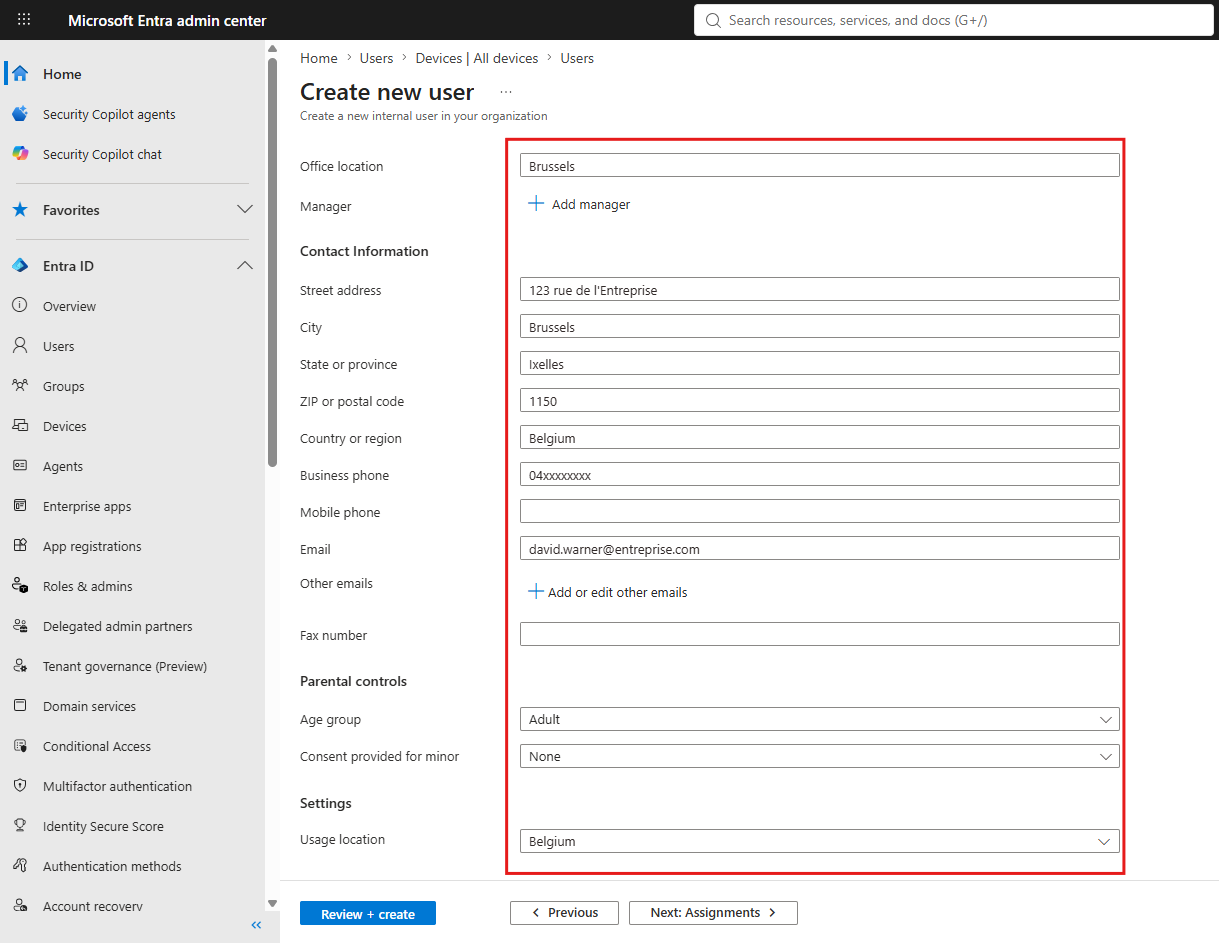 Microsoft Entra admin center
Search resources, services, and docs (G+/)
Home
Security Copilot agents
Security Copilot chat
Favorites
Entra ID
Overview
Users
Groups
Devices
Agents
Enterprise apps
App registrations
Roles & admins
Delegated admin partners
Tenant governance (Preview)
Domain services
Conditional Access
Multifactor authentication
Identity Secure Score
Authentication methods
Account recovery
Home > Users > Devices | All devices > Users
Create new user ...
Create a new internal user in your organization
Office location Brussels
Manager Add manager
Contact Information
Street address 123 rue de l'Entreprise
City Brussels
State or province Ixelles
ZIP or postal code 1150
Country or region Belgium
Business phone 04xxxxxxxx
Mobile phone
Email david.warner@entreprise.com
Other emails Add or edit other emails
Fax number
Parental controls
Age group Adult
Consent provided for minor None
Settings
Usage location Belgium
Review + create < Previous Next: Assignments >